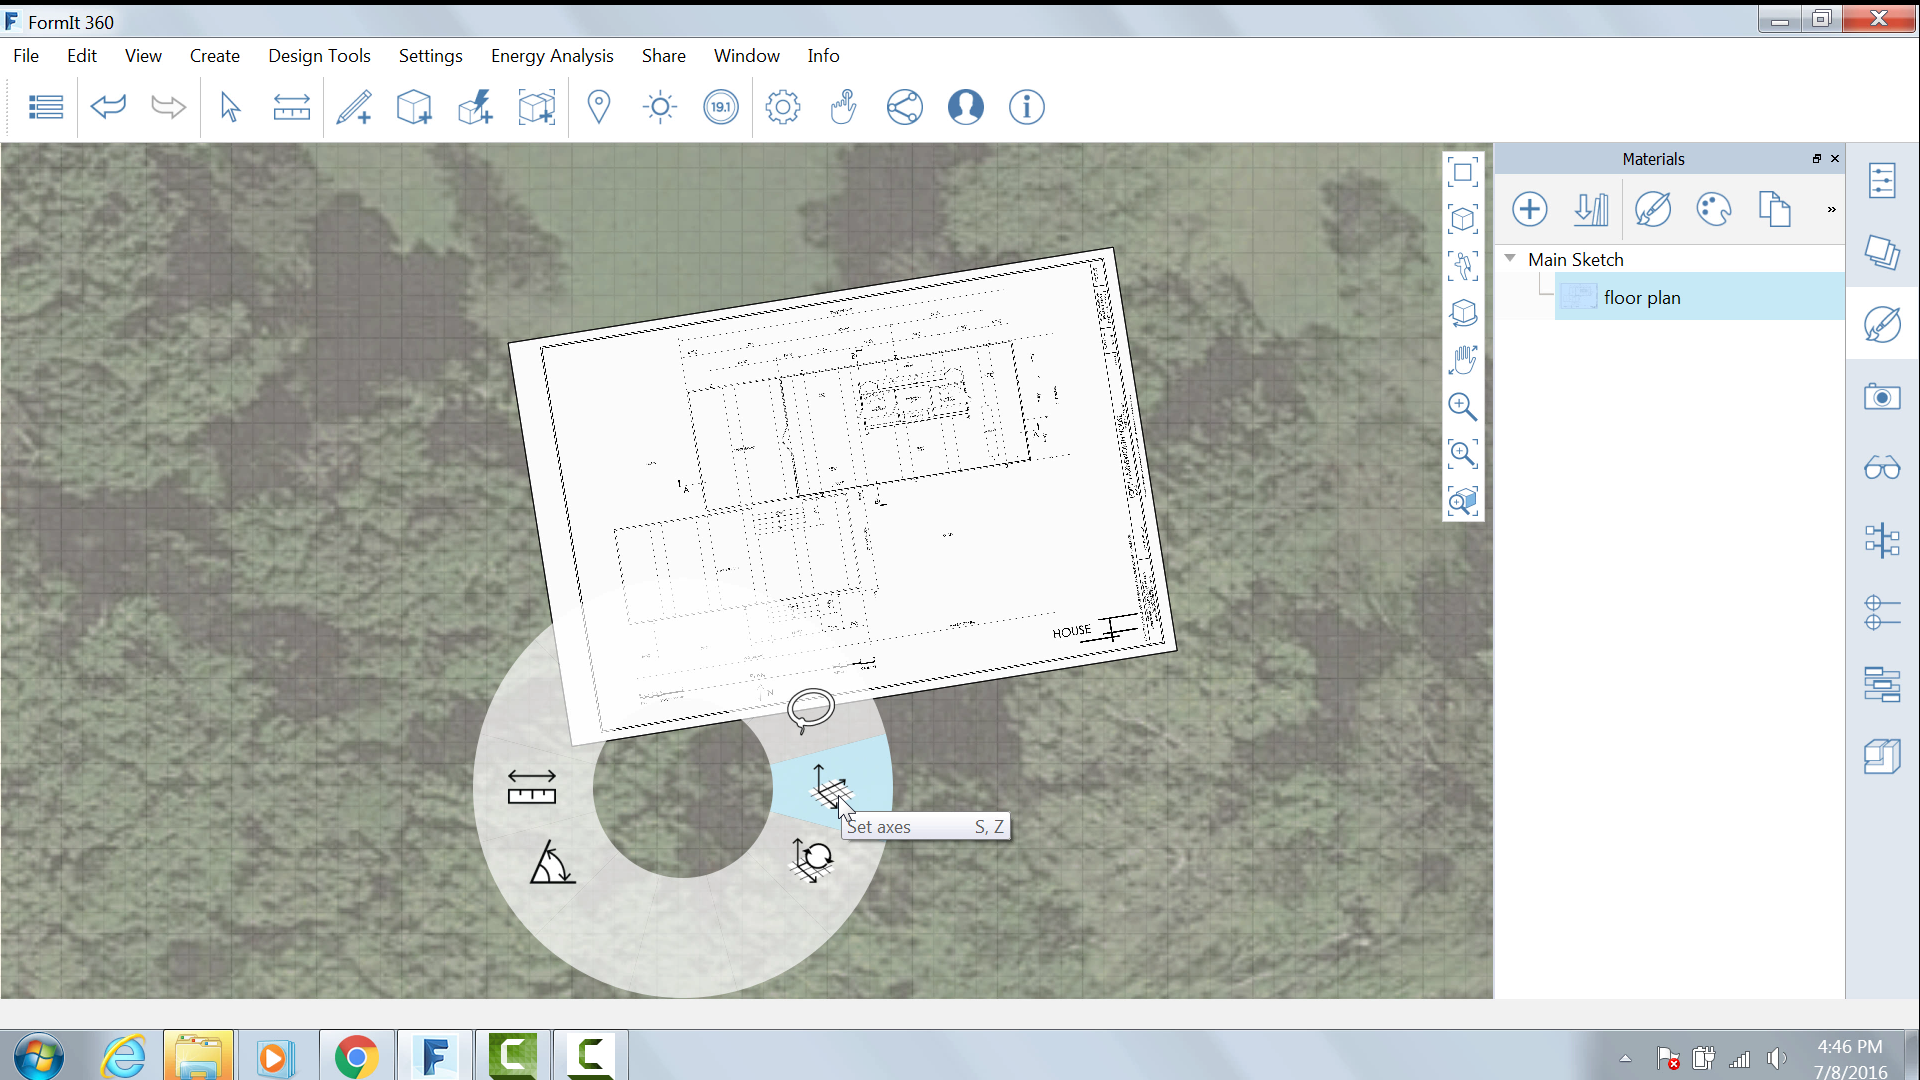 FormIt 360
File Edit View Create Design Tools Settings Energy Analysis Share Window Info
19.1
Materials
»
Main Sketch
floor plan
A
HOUSE
N
Set axes S, Z
4:46 PM
7/8/2016